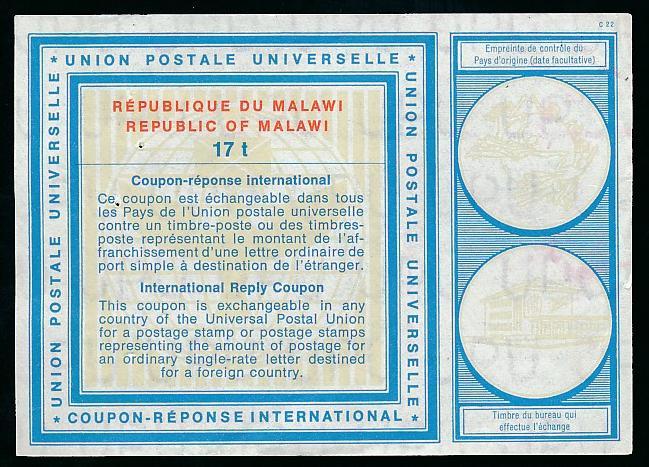 C 22
* UNION POSTALE UNIVERSELLE *
UNION POSTALE UNIVERSELLE
UNION POSTALE UNIVERSELLE
RÉPUBLIQUE DU MALAWI
REPUBLIC OF MALAWI
17 t
Coupon-réponse international
Ce coupon est échangeable dans tous
les Pays de l'Union postale universelle
contre un timbre-poste ou des timbres-
poste représentant le montant de l'af-
franchissement d'une lettre ordinaire de
port simple à destination de l'étranger.
International Reply Coupon
This coupon is exchangeable in any
country of the Universal Postal Union
for a postage stamp or postage stamps
representing the amount of postage for
an ordinary single-rate letter destined
for a foreign country.
* COUPON-RÉPONSE INTERNATIONAL *
Empreinte de contrôle du
Pays d'origine (date facultative)
Timbre du bureau qui
effectue l'échange